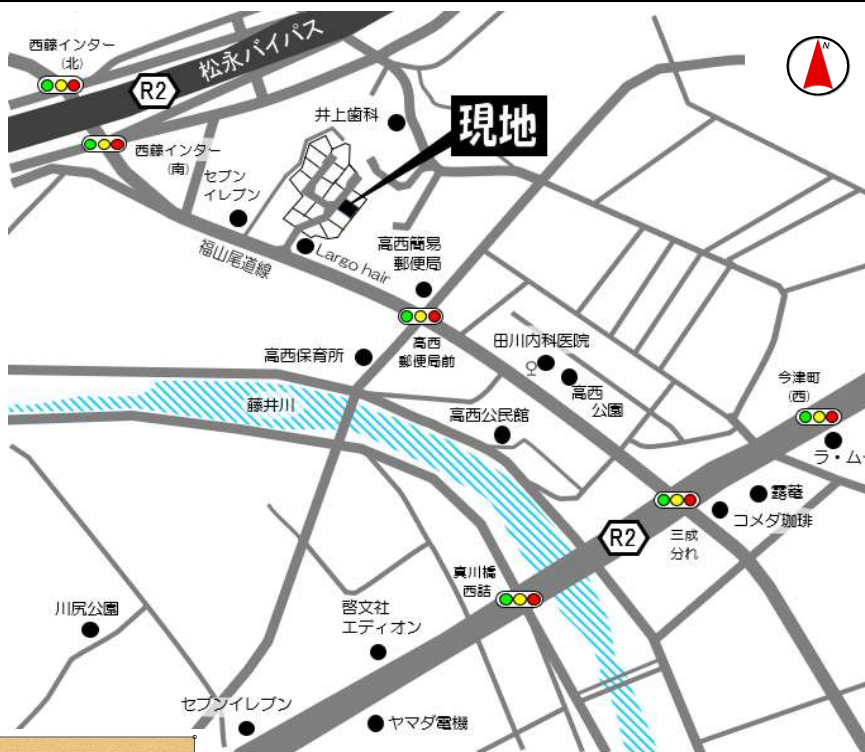 西藤インター
(北)
松永バイパス
R2
N
井上歯科
現地
西藤インター
(南)
セブン
イレブン
福山尾道線
Largo hair
高西簡易
郵便局
高西保育所
高西
郵便局前
田川内科医院
高西
公園
今津町
(西)
藤井川
高西公民館
ラ・ム
露菴
コメダ珈琲
三成
分れ
R2
真川橋
西詰
川尻公園
啓文社
エディオン
セブンイレブン
ヤマダ電機